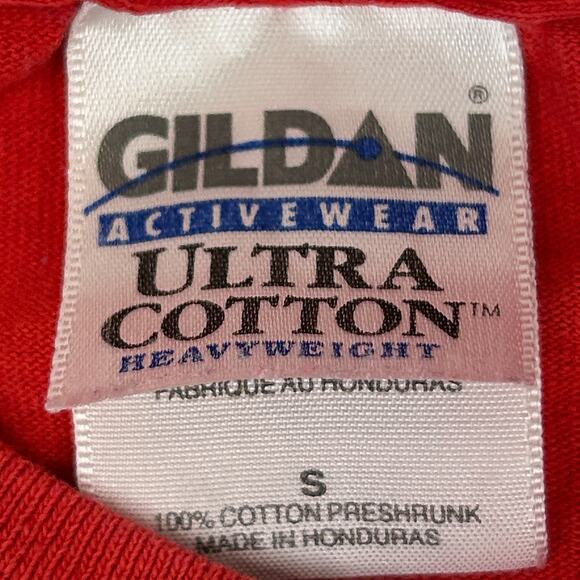 GILDAN®
ACTIVEWEAR
ULTRA
COTTON™
HEAVYWEIGHT
FABRIQUE AU HONDURAS
S
100% COTTON PRESHRUNK
MADE IN HONDURAS